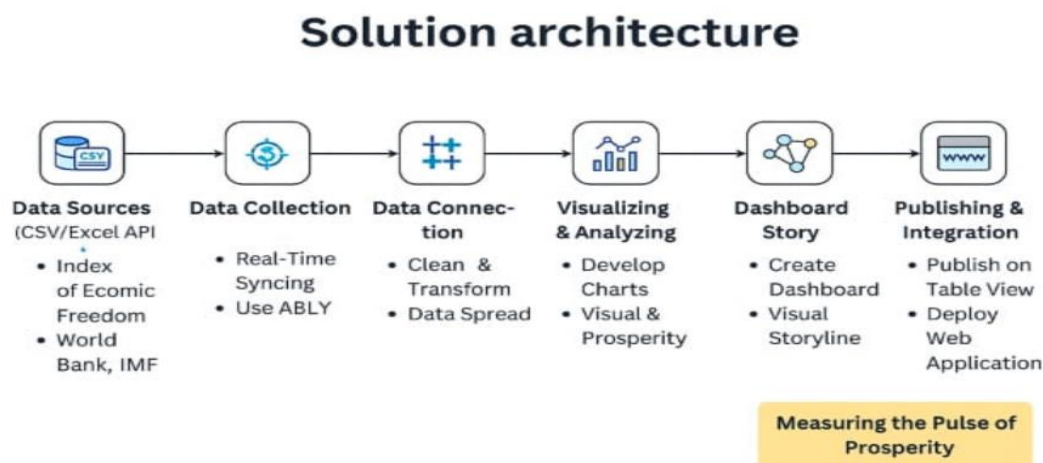 Solution architecture
CSY
WWW
Data Sources
(CSV/Excel API
• Index
of Ecomic
Freedom
• World
Bank, IMF
Data Collection
• Real-Time
Syncing
• Use ABLY
Data Connec-
tion
• Clean &
Transform
• Data Spread
Visualizing
& Analyzing
• Develop
Charts
• Visual &
Prosperity
Dashboard
Story
• Create
Dashboard
• Visual
Storyline
Publishing &
Integration
• Publish on
Table View
• Deploy
Web
Application
Measuring the Pulse of
Prosperity